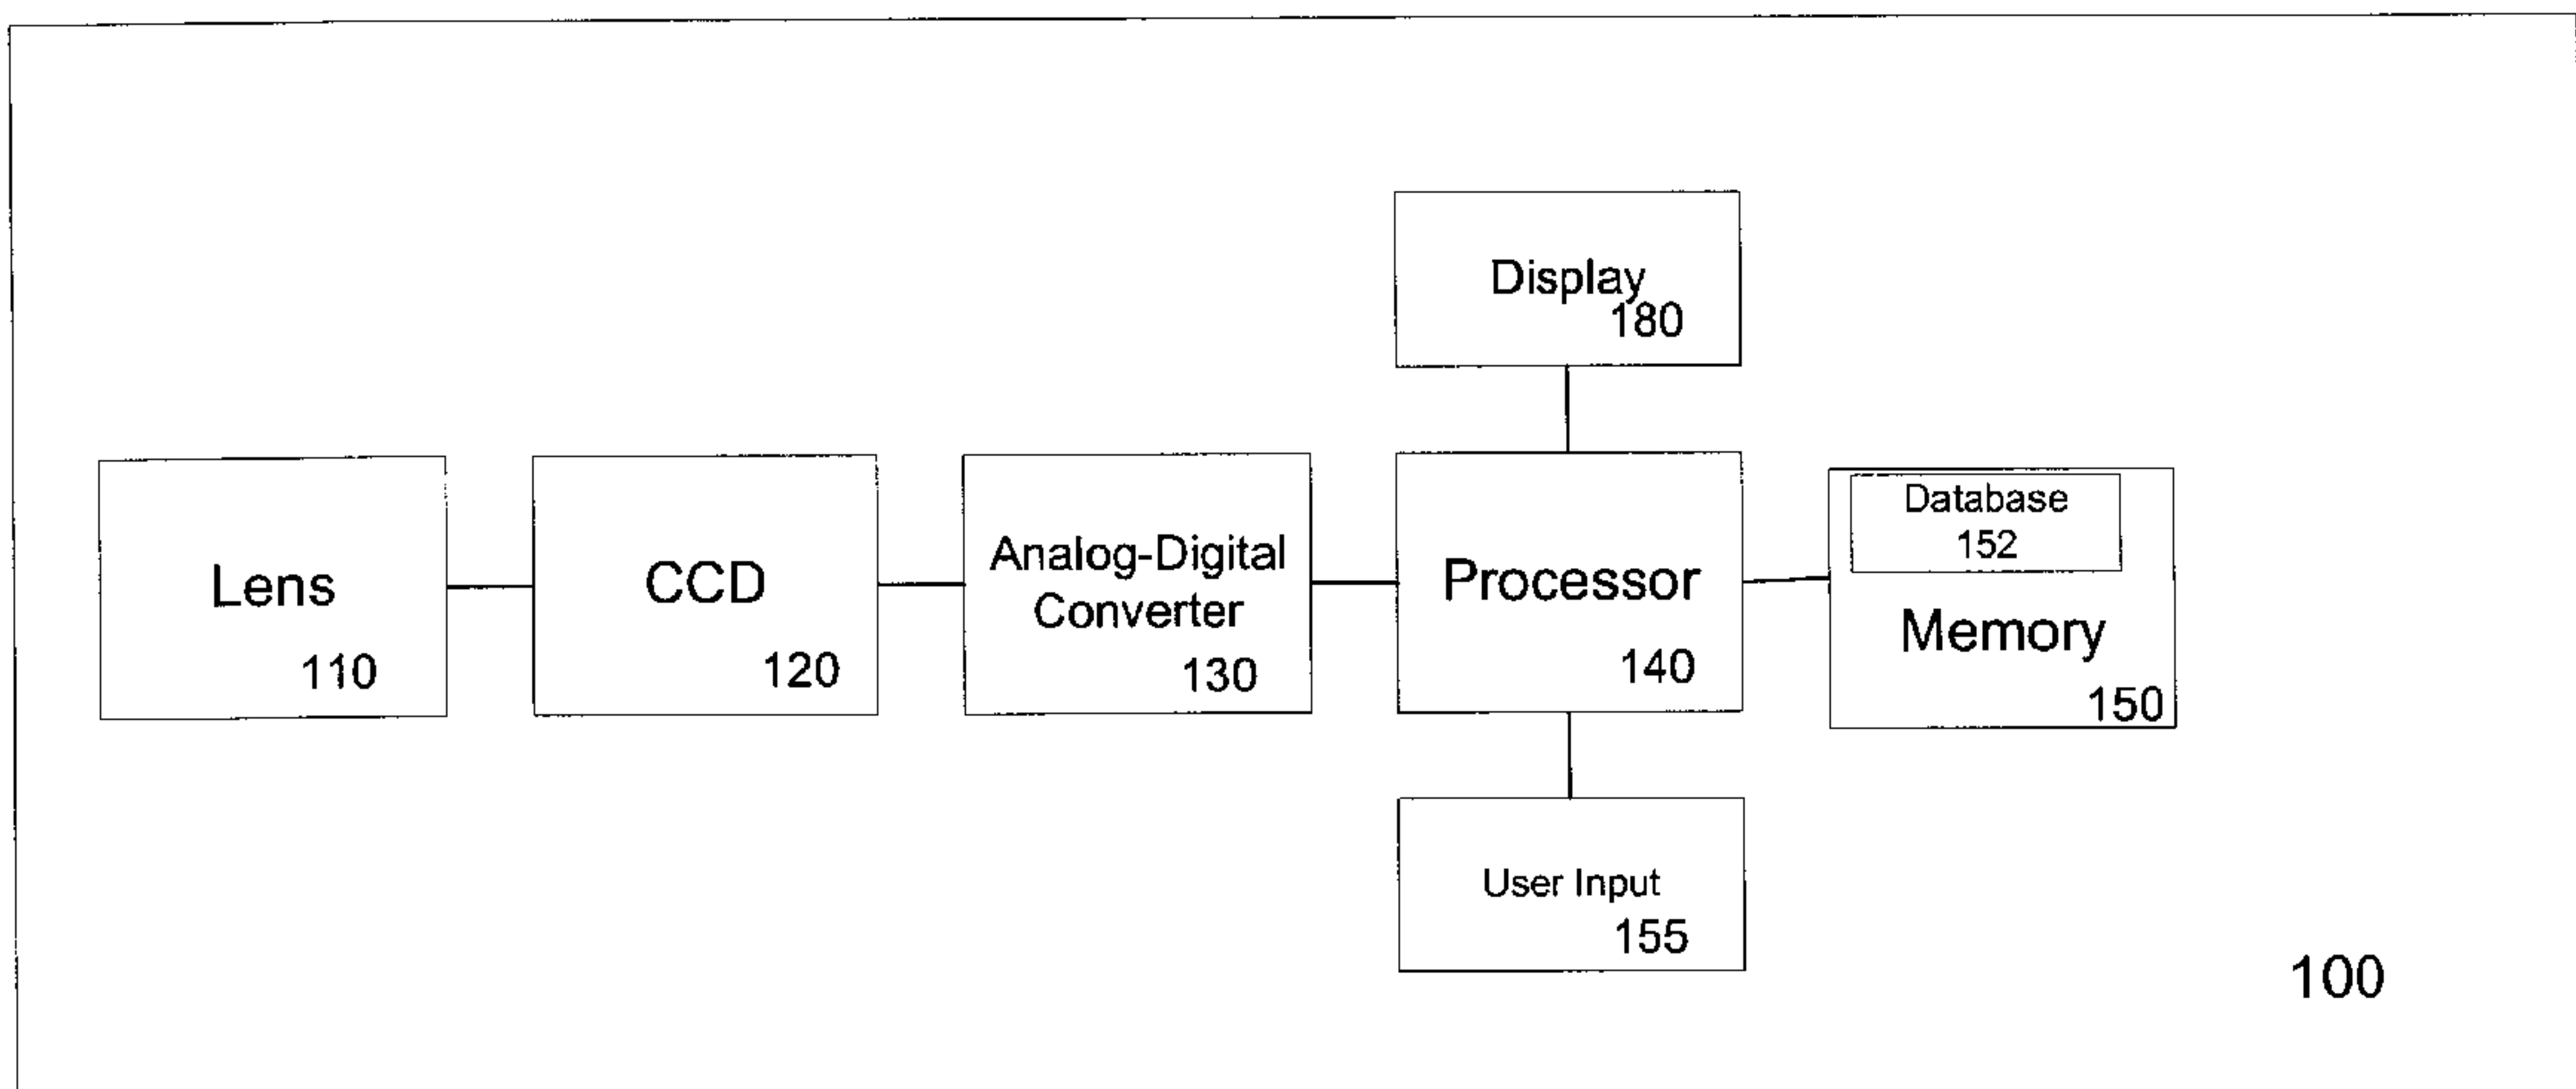 Display
180
Lens
110
CCD
120
Analog-Digital
Converter
130
Processor
140
Database
152
Memory
150
User Input
155
100